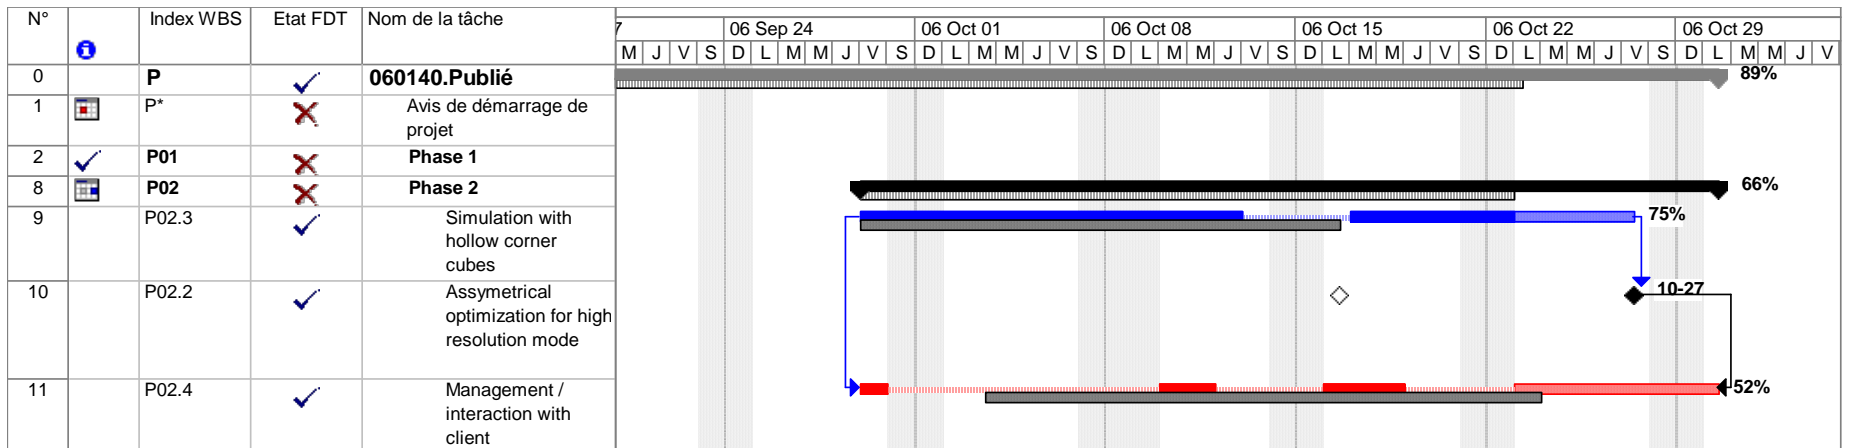 N° Index WBS Etat FDT Nom de la tâche
7 06 Sep 24 06 Oct 01 06 Oct 08 06 Oct 15 06 Oct 22 06 Oct 29
M J V S D L M M J V S D L M M J V S D L M M J V S D L M M J V S D L M M J V S D L M M J V
0 P 060140.Publié 89%
1 P* Avis de démarrage de
projet
2 P01 Phase 1
8 P02 Phase 2 66%
9 P02.3 Simulation with 75%
hollow corner
cubes
10 P02.2 Assymetrical 10-27
optimization for high
resolution mode
11 P02.4 Management / 52%
interaction with
client